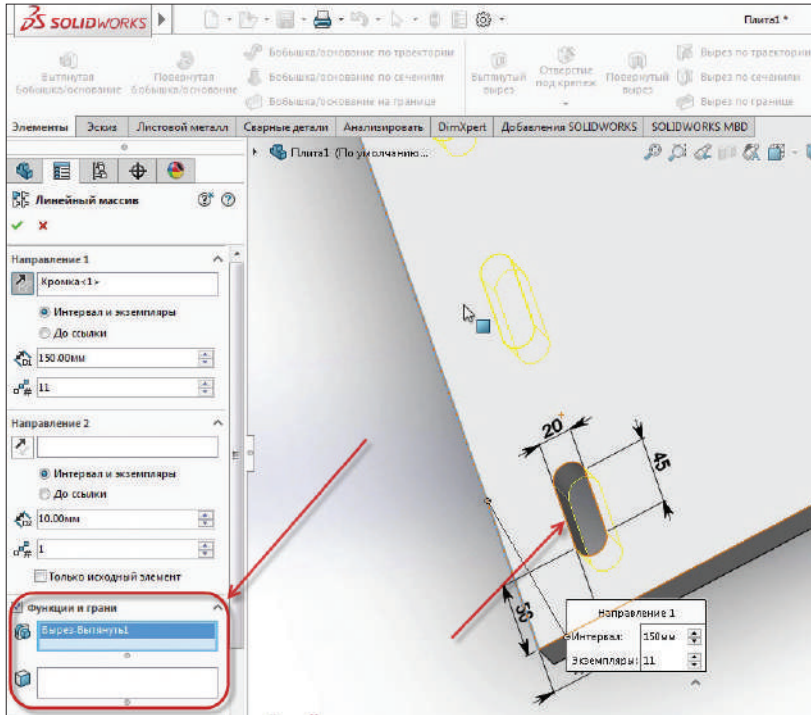 SOLIDWORKS
Плита1 *
Вытянутая бобышка/основание
Повернутая бобышка/основание
Бобышка/основание по траектории
Бобышка/основание по сечениям
Бобышка/основание на границе
Вытянутый вырез
Отверстие под крепеж
Повернутый вырез
Вырез по траектории
Вырез по сечениям
Вырез по границе
Элементы Эскиз Листовой металл Сварные детали Анализировать DimXpert Добавления SOLIDWORKS SOLIDWORKS MBD
Плита1 (По умолчанию...
Линейный массив
Направление 1
Кромка<1>
Интервал и экземпляры
До ссылки
150.00мм
11
Направление 2
Интервал и экземпляры
До ссылки
10.00мм
1
Только исходный элемент
Функции и грани
Вырез-Вытянуть1
20
45
50
Направление 1
Интервал: 150мм
Экземпляры: 11